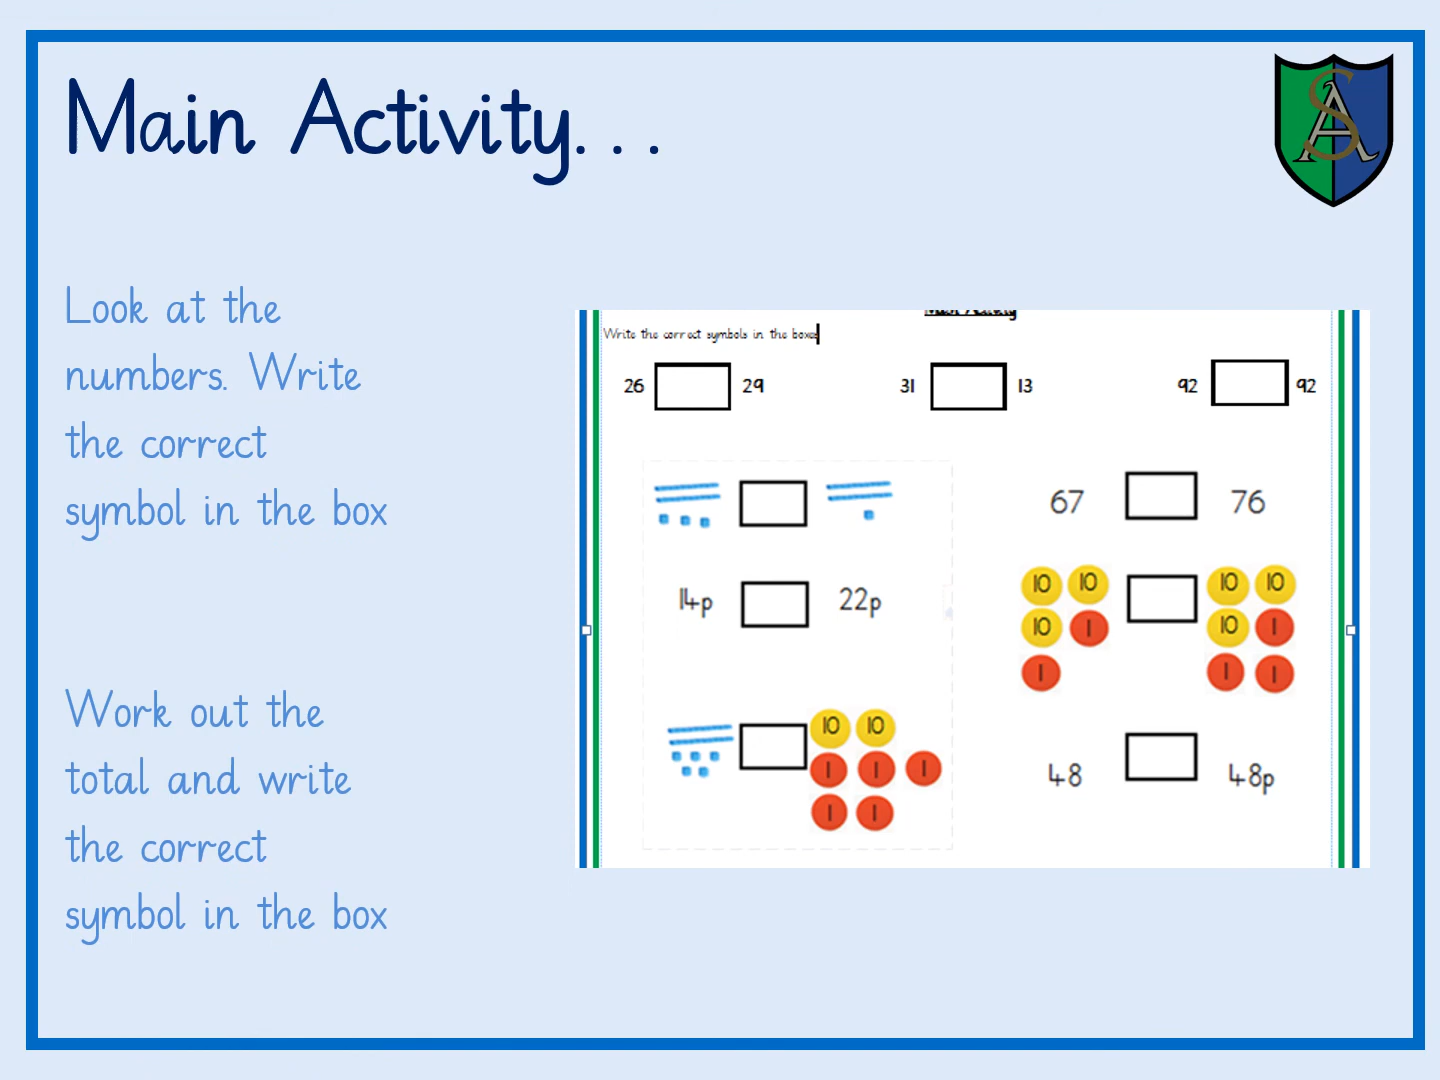 Main Activity...
Look at the
numbers. Write
the correct
symbol in the box
Work out the
total and write
the correct
symbol in the box
Main Activity
Write the correct symbols in the boxes
26 29 31 13 92 92
67 76
14p 22p
10 10 10 10
10 1 10 1
1 1 1
10 10
1 1 1
1 1
48 48p
SA